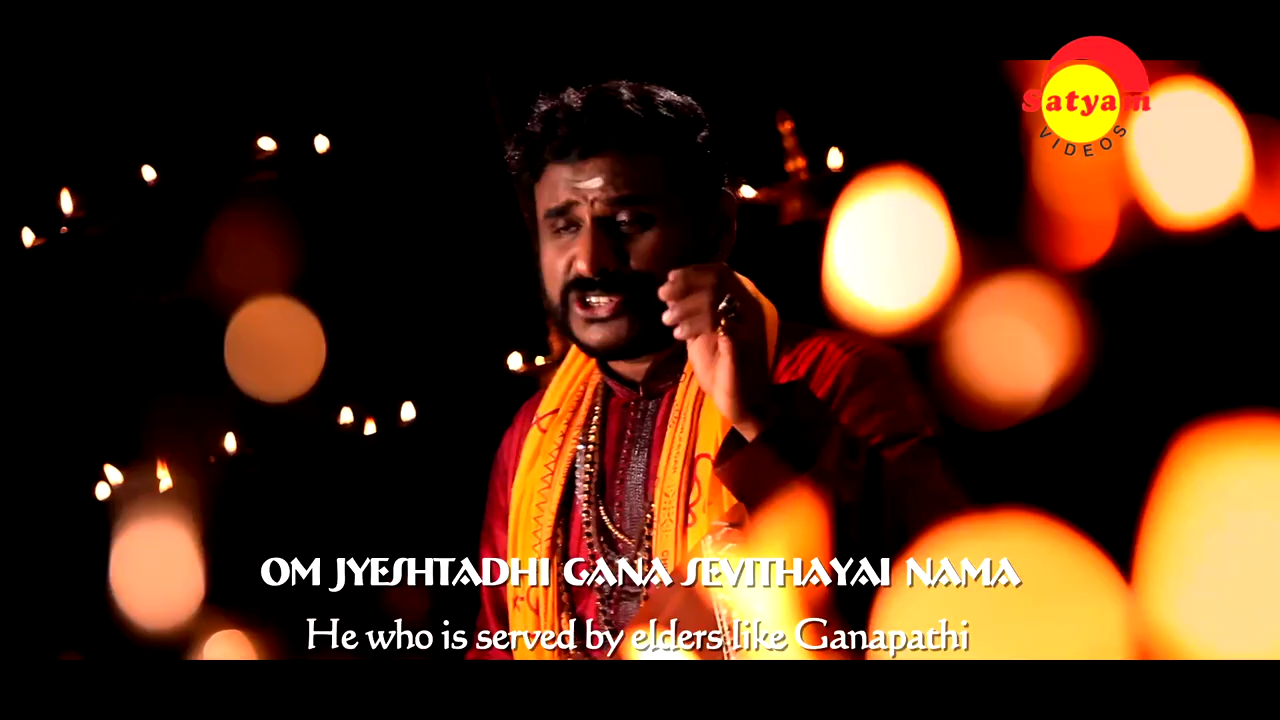 Satyam
VIDEOS
OM JYESHTADHI GANA SEVITHAYAI NAMA
He who is served by elders like Ganapathi